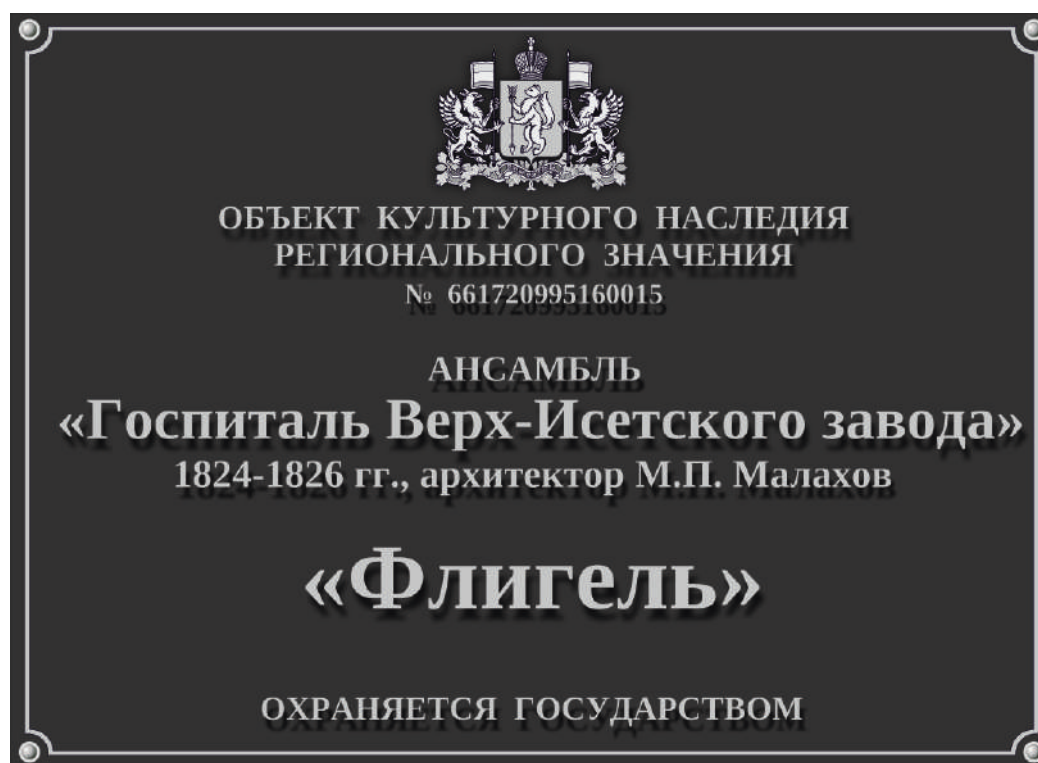 ОБЪЕКТ КУЛЬТУРНОГО НАСЛЕДИЯ
РЕГИОНАЛЬНОГО ЗНАЧЕНИЯ
№ 661720995160015
АНСАМБЛЬ
«Госпиталь Верх-Исетского завода»
1824-1826 гг., архитектор М.П. Малахов
«Флигель»
ОХРАНЯЕТСЯ ГОСУДАРСТВОМ